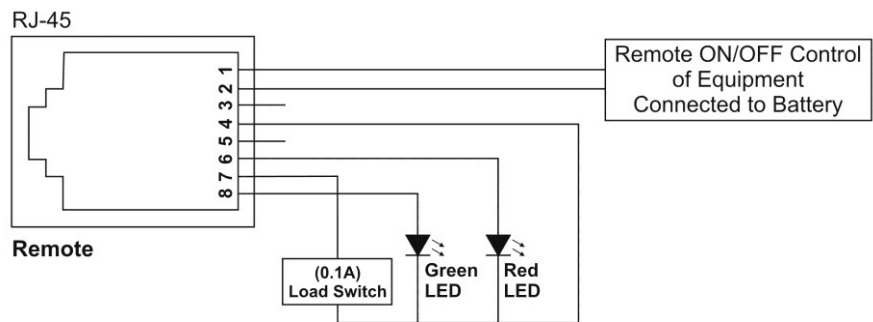 RJ-45
1
2
3
4
5
6
7
8
Remote ON/OFF Control
of Equipment
Connected to Battery
Remote
(0.1A)
Load Switch
Green
LED
Red
LED